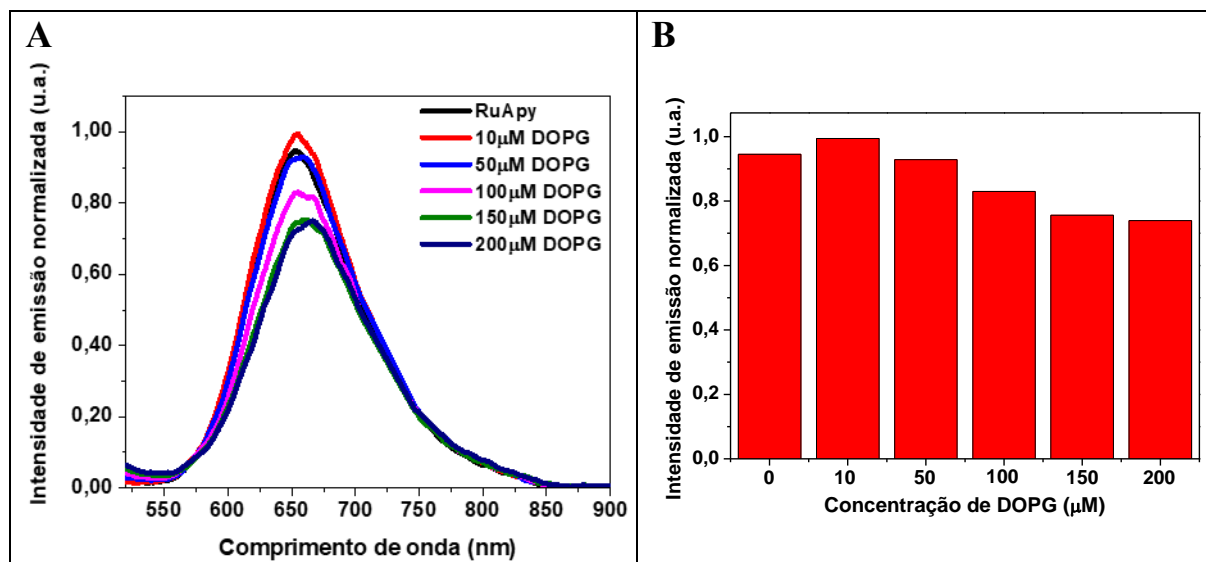 A
Intensidade de emissão normalizada (u.a.)
1,00
0,80
0,60
0,40
0,20
0,00
550 600 650 700 750 800 850 900
Comprimento de onda (nm)
RuApy
10μM DOPG
50μM DOPG
100μM DOPG
150μM DOPG
200μM DOPG
B
Intensidade de emissão normalizada (u.a.)
1,0
0,8
0,6
0,4
0,2
0,0
0 10 50 100 150 200
Concentração de DOPG (μM)